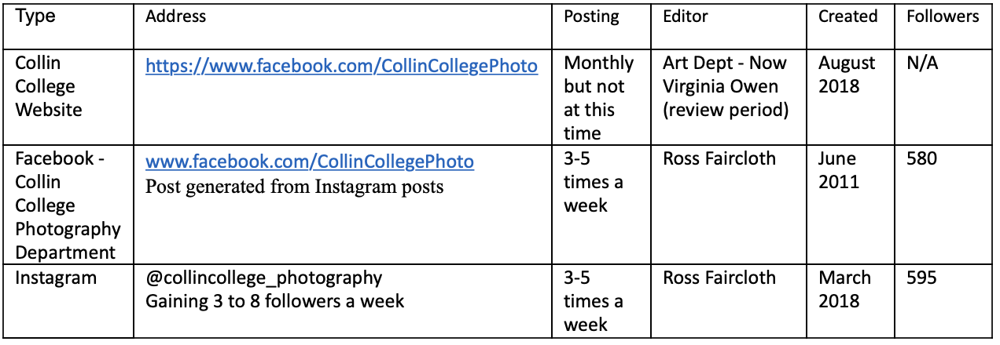 Type Address Posting Editor Created Followers
Collin https://www.facebook.com/CollinCollegePhoto Monthly Art Dept - Now August N/A
College but not Virginia Owen 2018
Website at this (review period)
time
Facebook - www.facebook.com/CollinCollegePhoto 3-5 Ross Faircloth June 580
Collin Post generated from Instagram posts times a 2011
College week
Photography
Department
Instagram @collincollege_photography 3-5 Ross Faircloth March 595
Gaining 3 to 8 followers a week times a 2018
week